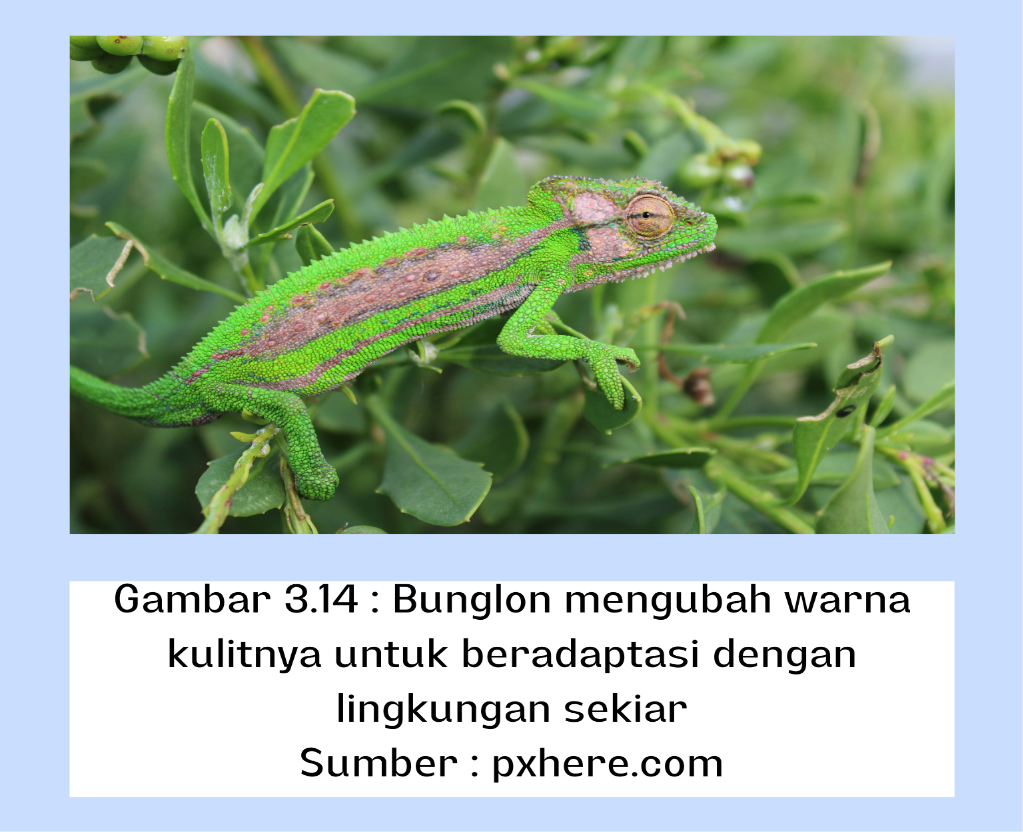 Gambar 3.14 : Bunglon mengubah warna
kulitnya untuk beradaptasi dengan
lingkungan sekiar
Sumber : pxhere.com